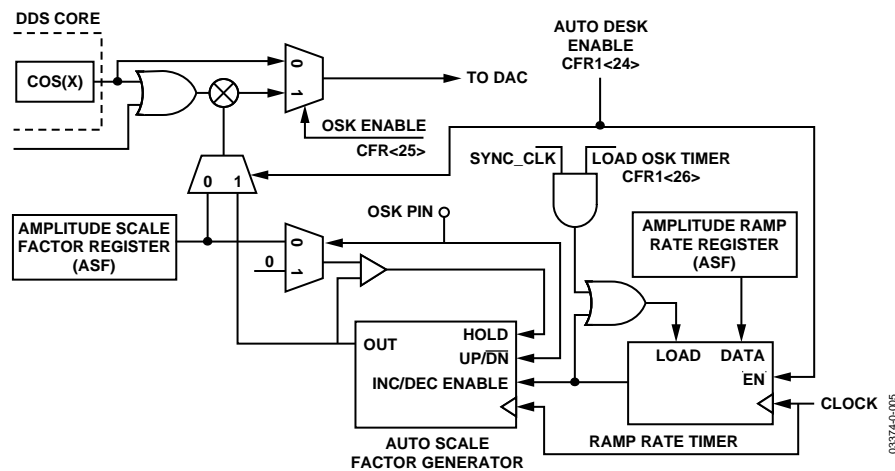 DDS CORE
COS(X)
0
1
TO DAC
OSK ENABLE
CFR<25>
AUTO DESK
ENABLE
CFR1<24>
SYNC_CLK
LOAD OSK TIMER
CFR1<26>
0 1
OSK PIN
AMPLITUDE SCALE
FACTOR REGISTER
(ASF)
0
0
1
AMPLITUDE RAMP
RATE REGISTER
(ASF)
OUT
HOLD
UP/DN
INC/DEC ENABLE
LOAD DATA
EN
CLOCK
AUTO SCALE
FACTOR GENERATOR
RAMP RATE TIMER
03374-0-005